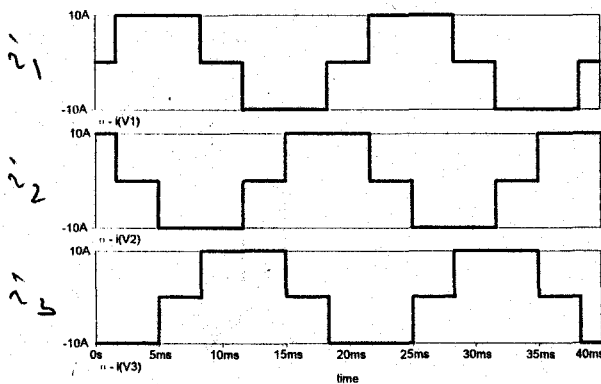 10A
i1
-10A
▫ - i(V1)
10A
i2
-10A
▫ - i(V2)
10A
-10A
0s 5ms 10ms 15ms 20ms 25ms 30ms 35ms 40ms
▫ - i(V3)
time